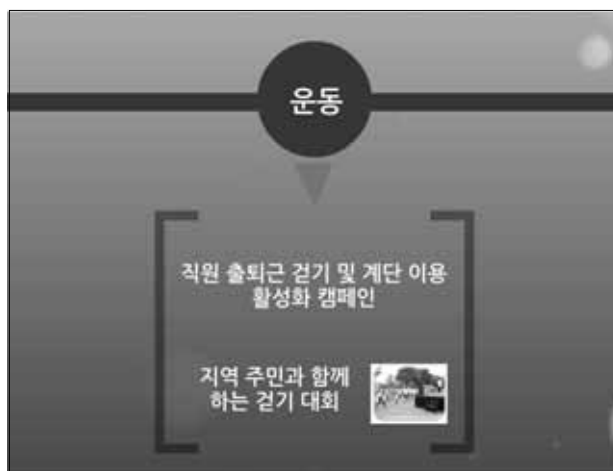 운동
직원 출퇴근 걷기 및 계단 이용
활성화 캠페인
지역 주민과 함께
하는 걷기 대회